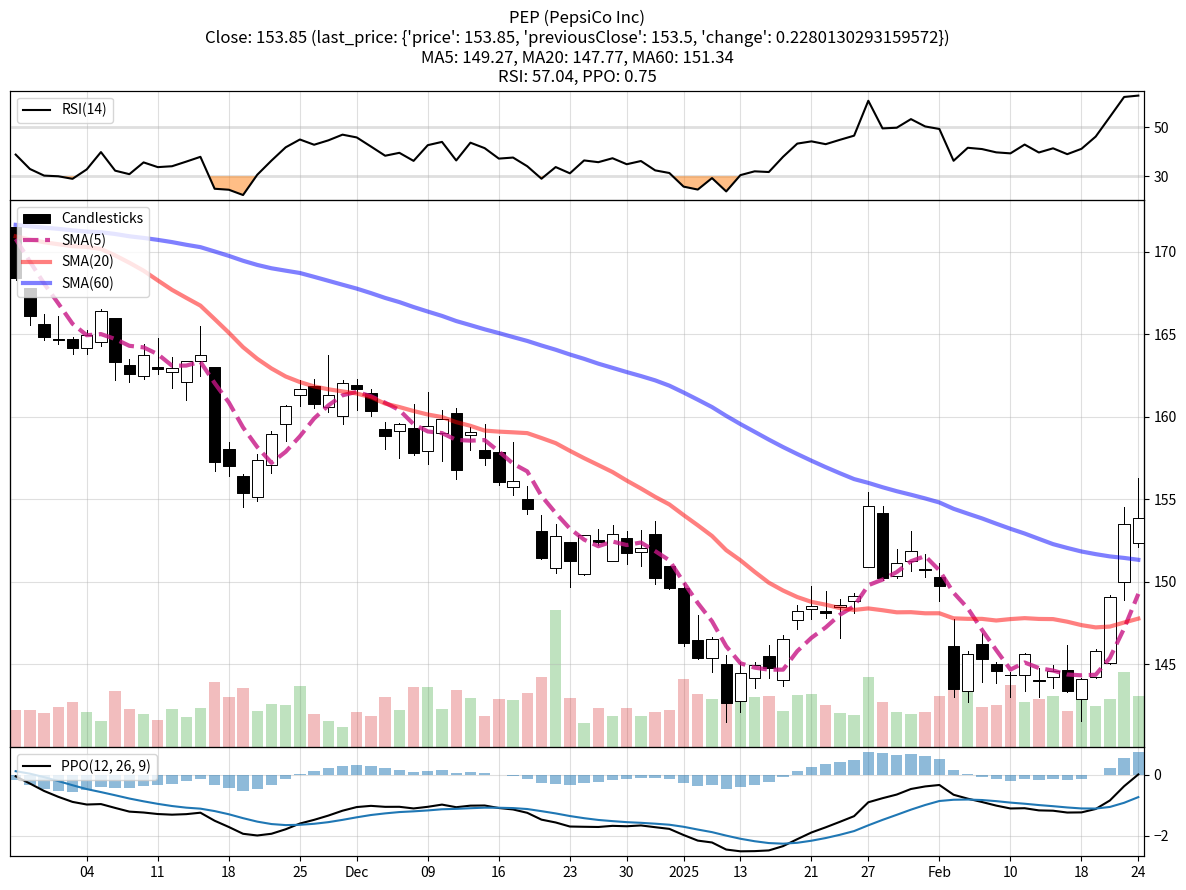 PEP (PepsiCo Inc)
Close: 153.85 (last_price: {'price': 153.85, 'previousClose': 153.5, 'change': 0.2280130293159572})
MA5: 149.27, MA20: 147.77, MA60: 151.34
RSI: 57.04, PPO: 0.75
RSI(14)
50
30
Candlesticks
SMA(5)
SMA(20)
SMA(60)
170
165
160
155
150
145
PPO(12, 26, 9)
0
−2
04 11 18 25 Dec 09 16 23 30 2025 13 21 27 Feb 10 18 24